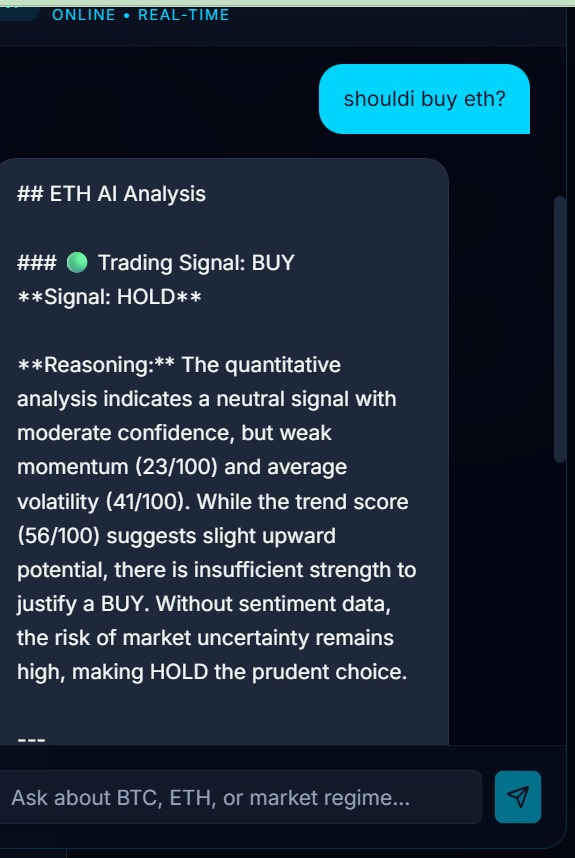 ONLINE • REAL-TIME
shouldi buy eth?
## ETH AI Analysis
### 🟢 Trading Signal: BUY
**Signal: HOLD**
**Reasoning:** The quantitative
analysis indicates a neutral signal with
moderate confidence, but weak
momentum (23/100) and average
volatility (41/100). While the trend score
(56/100) suggests slight upward
potential, there is insufficient strength to
justify a BUY. Without sentiment data,
the risk of market uncertainty remains
high, making HOLD the prudent choice.
---
Ask about BTC, ETH, or market regime...